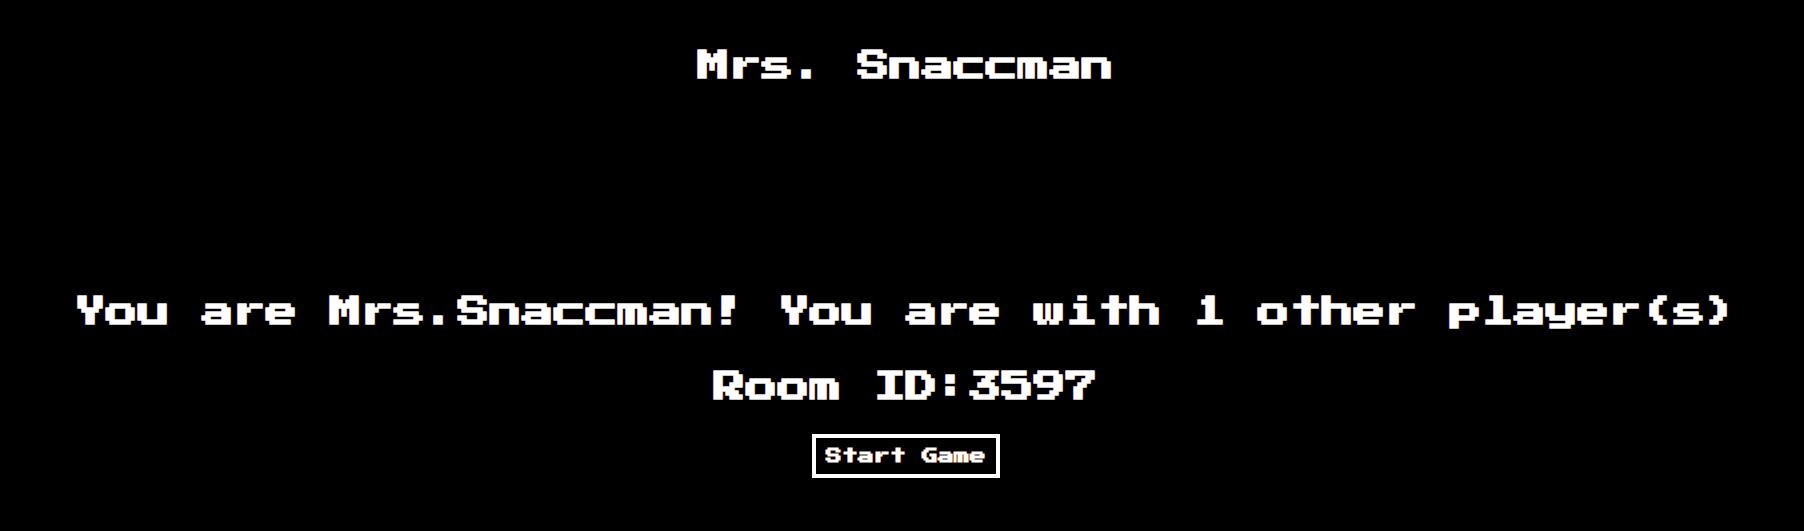 Mrs. Snaccman
You are Mrs.Snaccman! You are with 1 other player(s)
Room ID:3597
Start Game